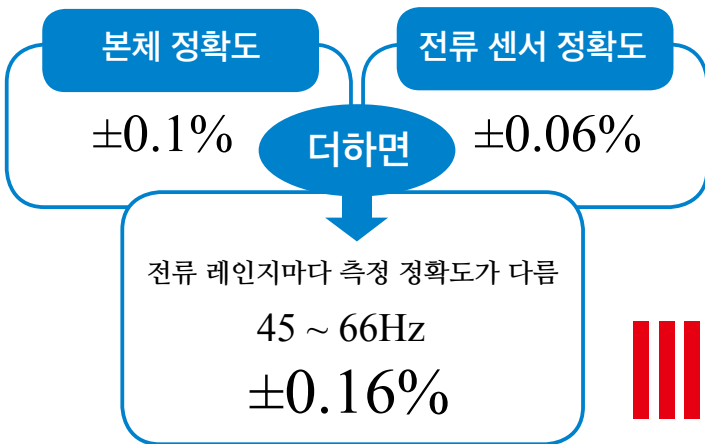 본체 정확도
전류 센서 정확도
±0.1%
더하면
±0.06%
전류 레인지마다 측정 정확도가 다름
45 ~ 66Hz
±0.16%